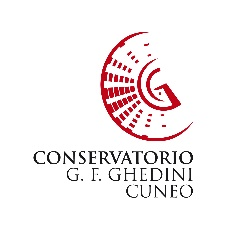 CONSERVATORIO
G. F. GHEDINI
CUNEO